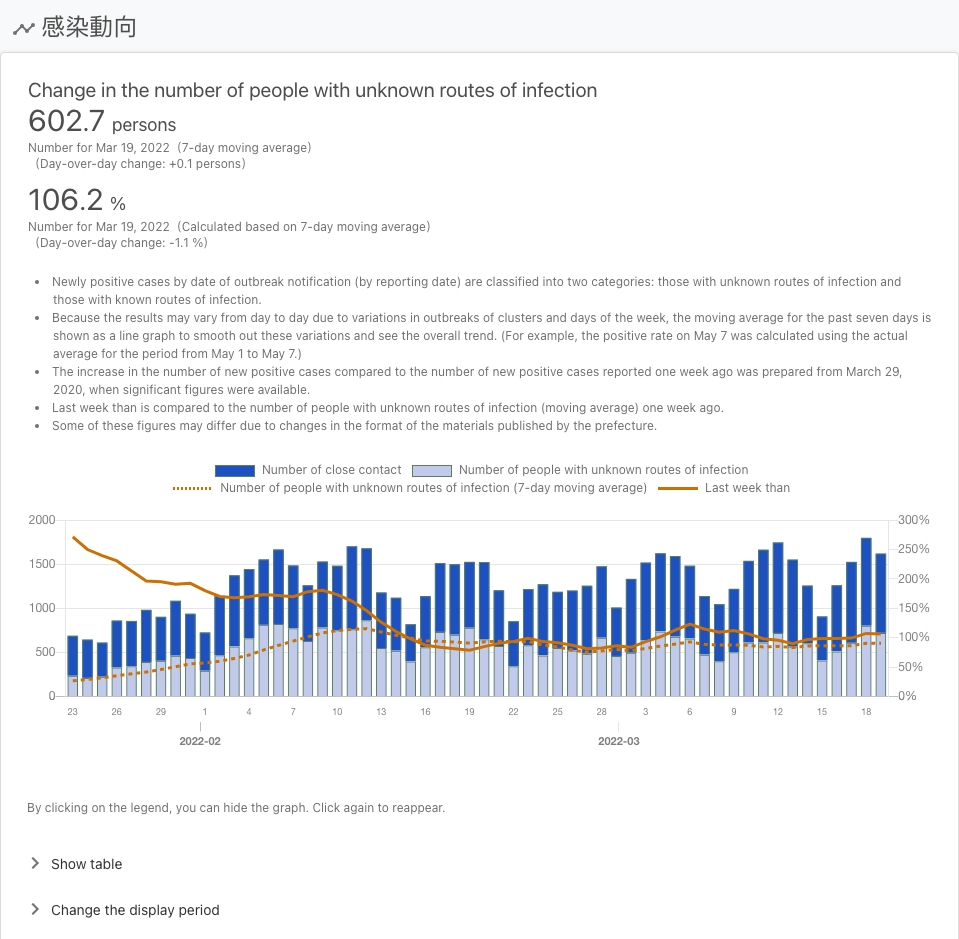 感染動向
Change in the number of people with unknown routes of infection
602.7 persons
Number for Mar 19, 2022 (7-day moving average)
(Day-over-day change: +0.1 persons)
106.2 %
Number for Mar 19, 2022 (Calculated based on 7-day moving average)
(Day-over-day change: -1.1 %)
• Newly positive cases by date of outbreak notification (by reporting date) are classified into two categories: those with unknown routes of infection and
those with known routes of infection.
• Because the results may vary from day to day due to variations in outbreaks of clusters and days of the week, the moving average for the past seven days is
shown as a line graph to smooth out these variations and see the overall trend. (For example, the positive rate on May 7 was calculated using the actual
average for the period from May 1 to May 7.)
• The increase in the number of new positive cases compared to the number of new positive cases reported one week ago was prepared from March 29,
2020, when significant figures were available.
• Last week than is compared to the number of people with unknown routes of infection (moving average) one week ago.
• Some of these figures may differ due to changes in the format of the materials published by the prefecture.
Number of close contact Number of people with unknown routes of infection
Number of people with unknown routes of infection (7-day moving average) Last week than
2000 300%
250%
1500
200%
1000 150%
100%
500
50%
0 0%
23 26 29 1 4 7 10 13 16 19 22 25 28 3 6 9 12 15 18
2022-02 2022-03
By clicking on the legend, you can hide the graph. Click again to reappear.
Show table
Change the display period